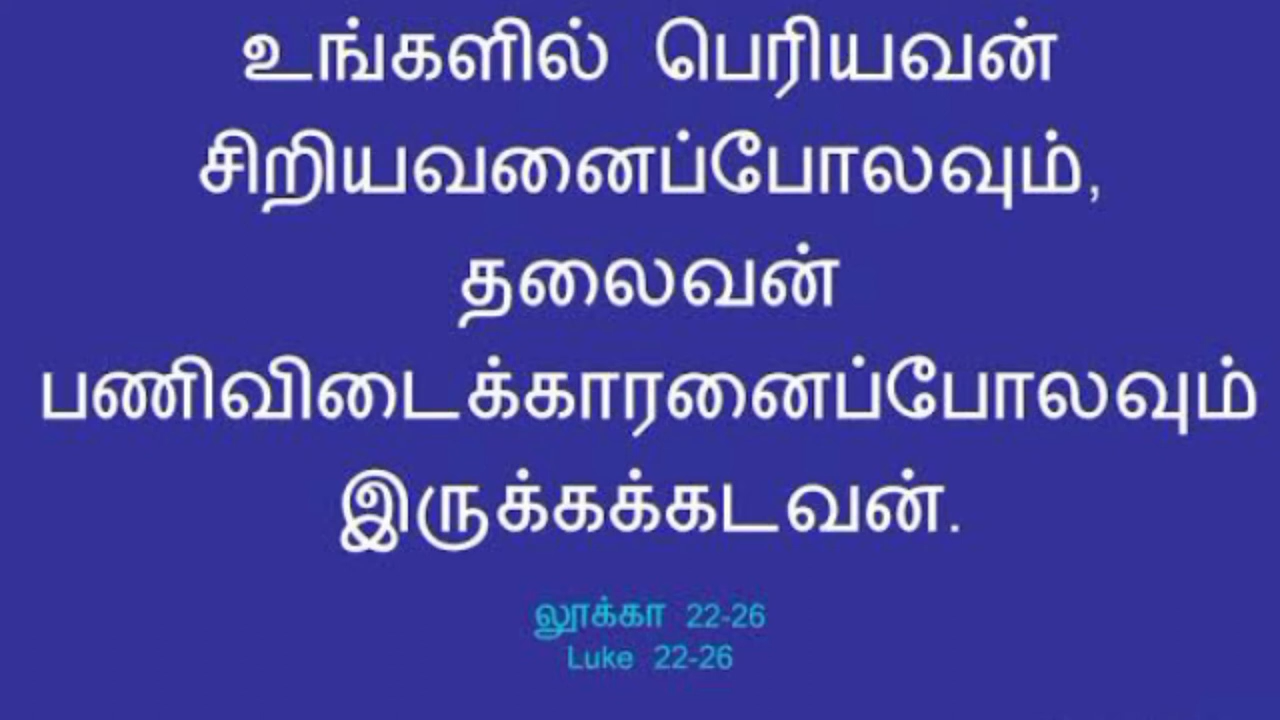 உங்களில் பெரியவன்
சிறியவனைப்போலவும்,
தலைவன்
பணிவிடைக்காரனைப்போலவும்
இருக்கக்கடவன்.
லூக்கா 22-26
Luke 22-26